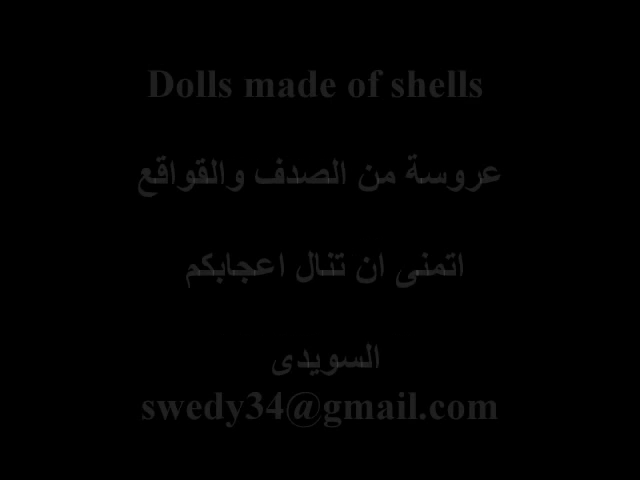 Dolls made of shells
عروسة من الصدف والقواقع
اتمنى ان تنال اعجابكم
السويدى
swedy34@gmail.com